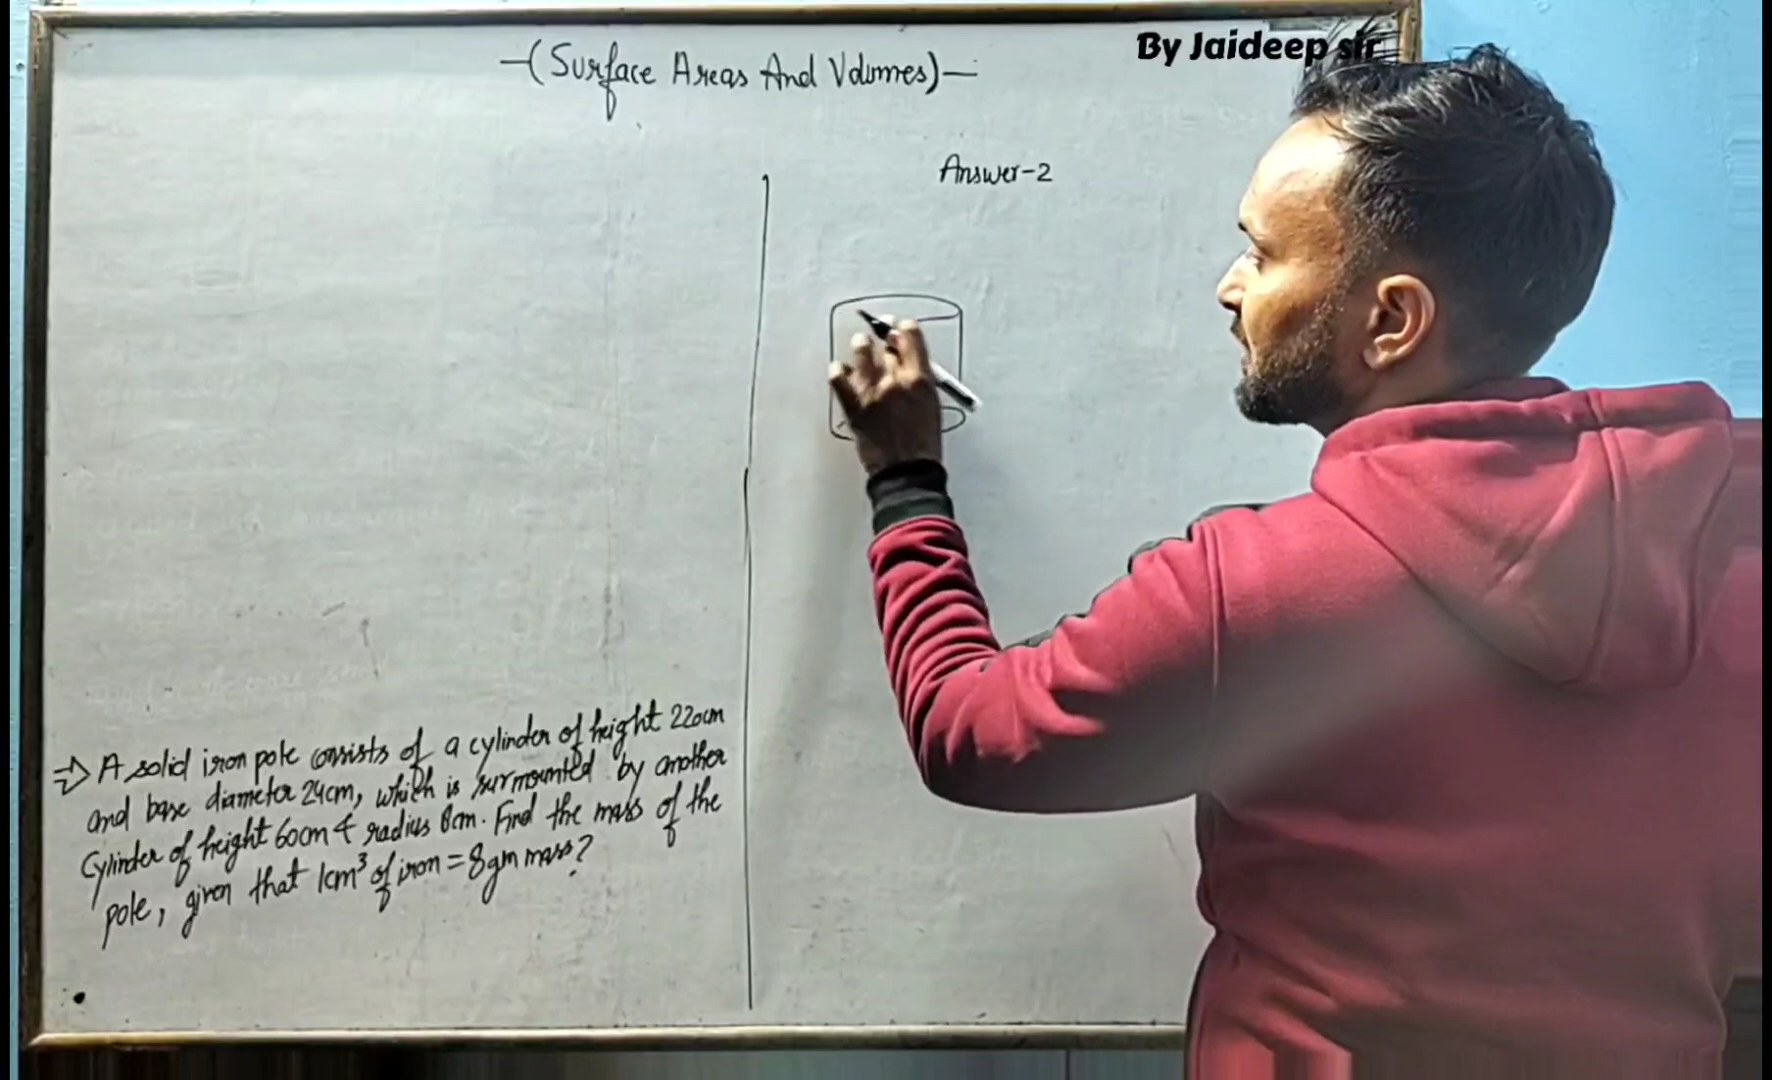 By Jaideep sir
-(Surface Areas And Volumes)-
Answer-2
⇒ A solid iron pole consists of a cylinder of height 220cm
and base diameter 24cm, which is surmounted by another
Cylinder of height 60cm & radius 8cm. Find the mass of the
pole, given that 1cm³ of iron = 8gm mass?